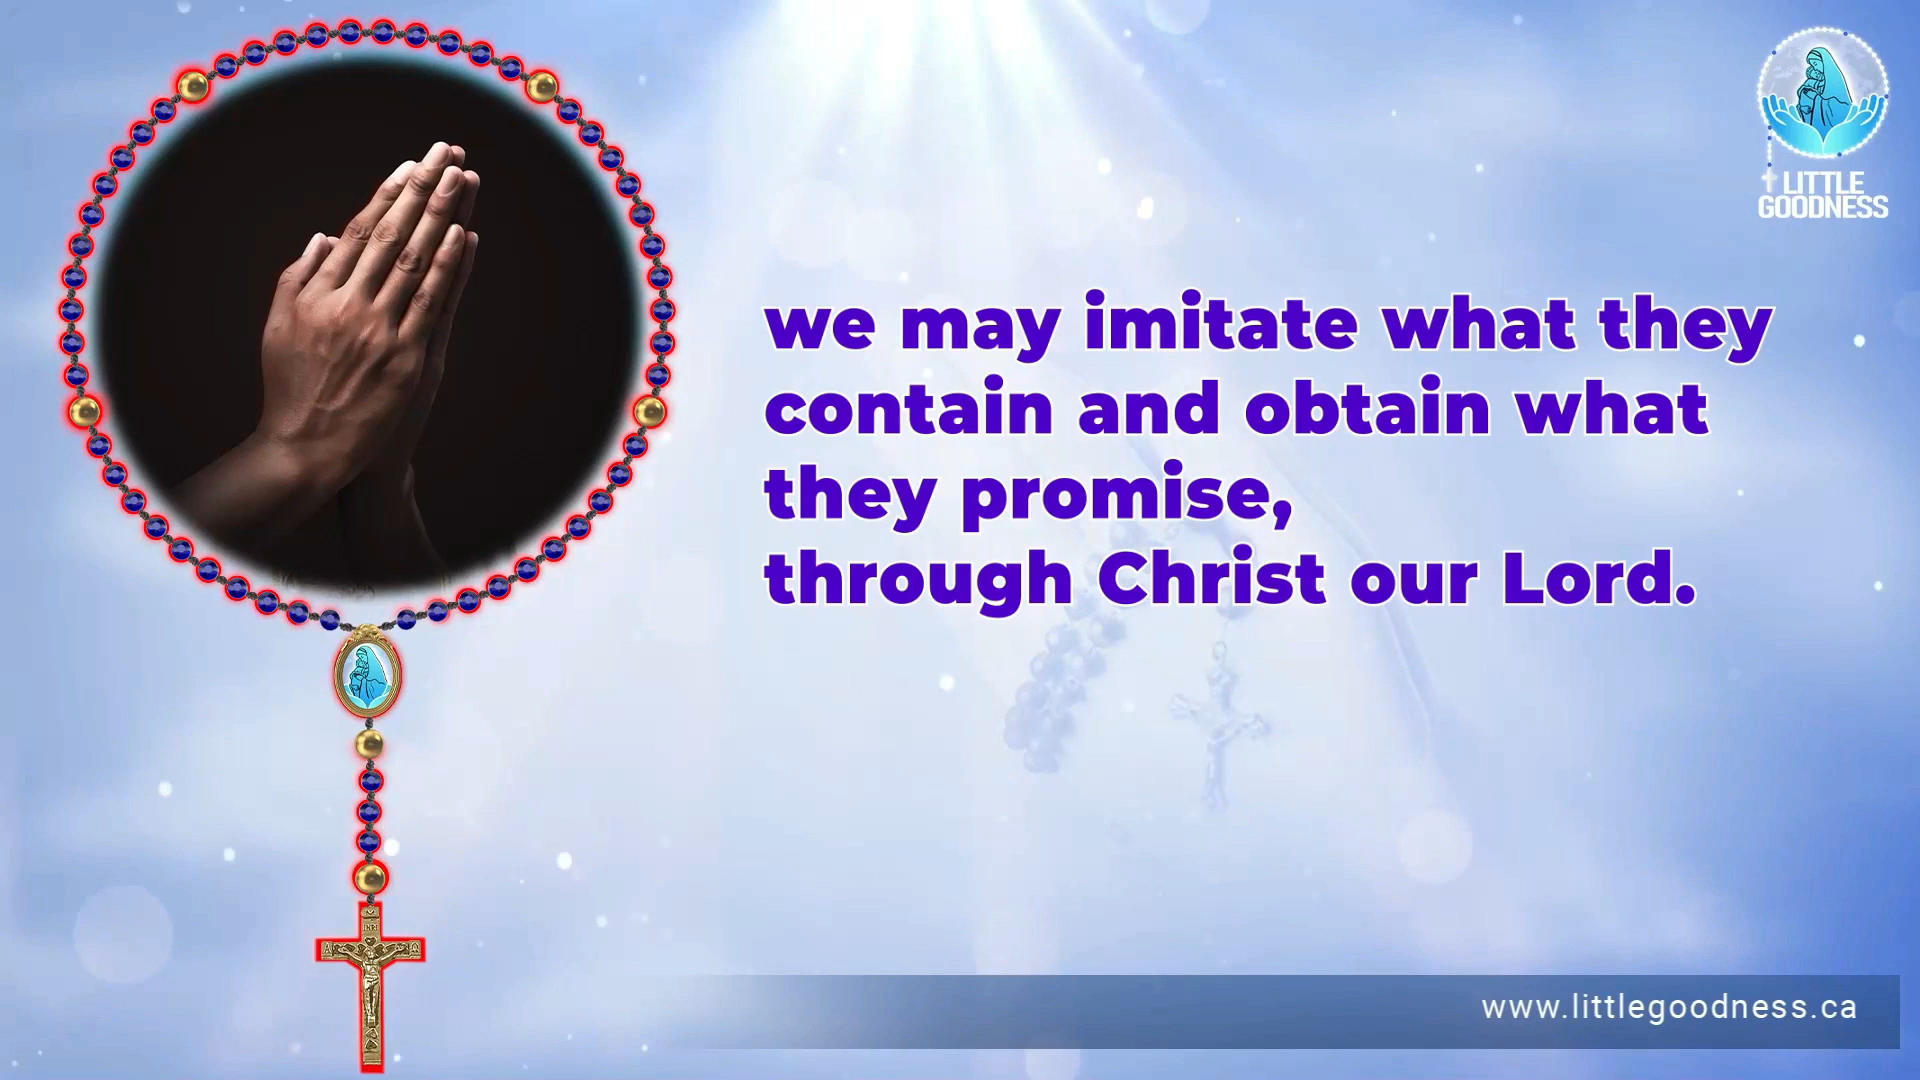 LITTLE
GOODNESS
we may imitate what they
contain and obtain what
they promise,
through Christ our Lord.
INRI
A Ω
www.littlegoodness.ca